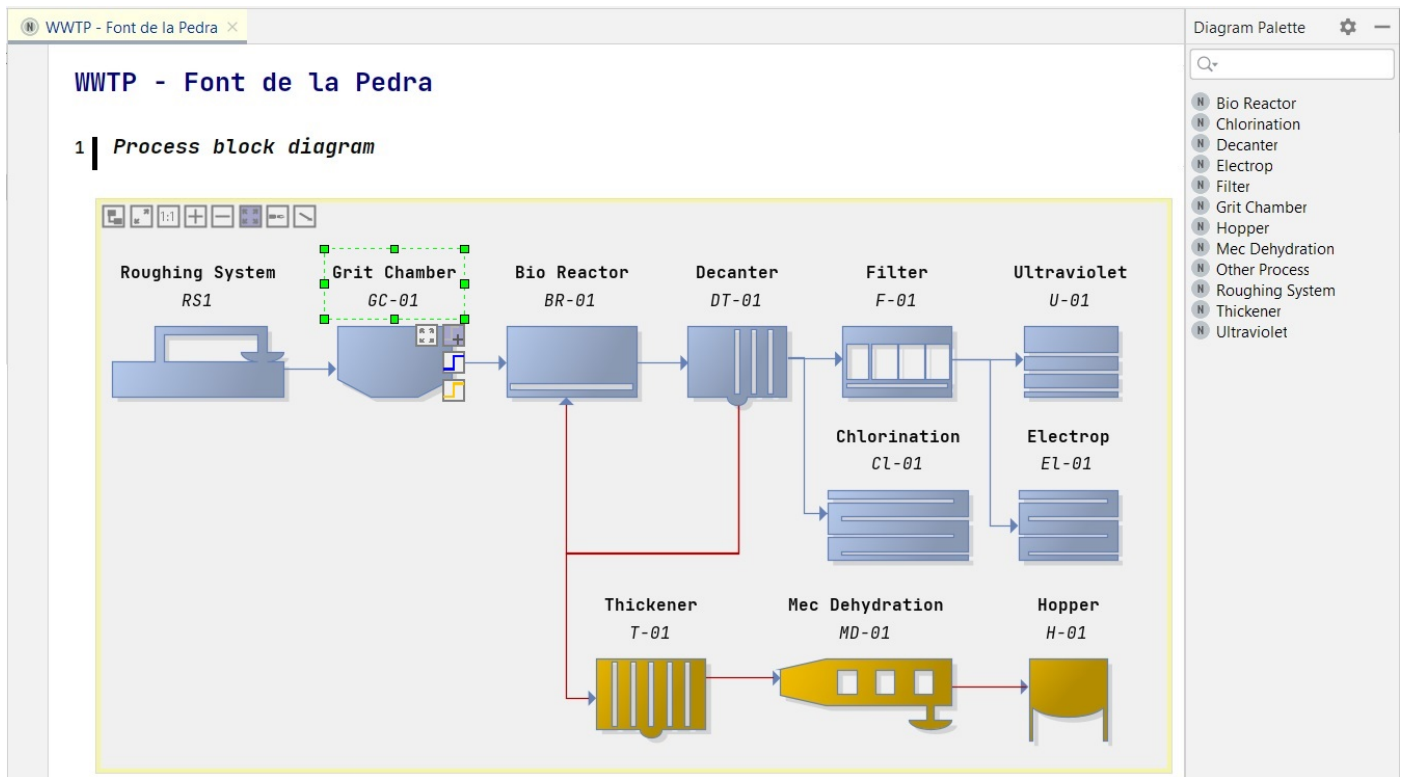 WWTP - Font de la Pedra
Diagram Palette
WWTP - Font de la Pedra
1 Process block diagram
1:1
Roughing System
RS1
Grit Chamber
GC-01
Bio Reactor
BR-01
Decanter
DT-01
Filter
F-01
Ultraviolet
U-01
Chlorination
Cl-01
Electrop
El-01
Thickener
T-01
Mec Dehydration
MD-01
Hopper
H-01
N Bio Reactor
N Chlorination
N Decanter
N Electrop
N Filter
N Grit Chamber
N Hopper
N Mec Dehydration
N Other Process
N Roughing System
N Thickener
N Ultraviolet